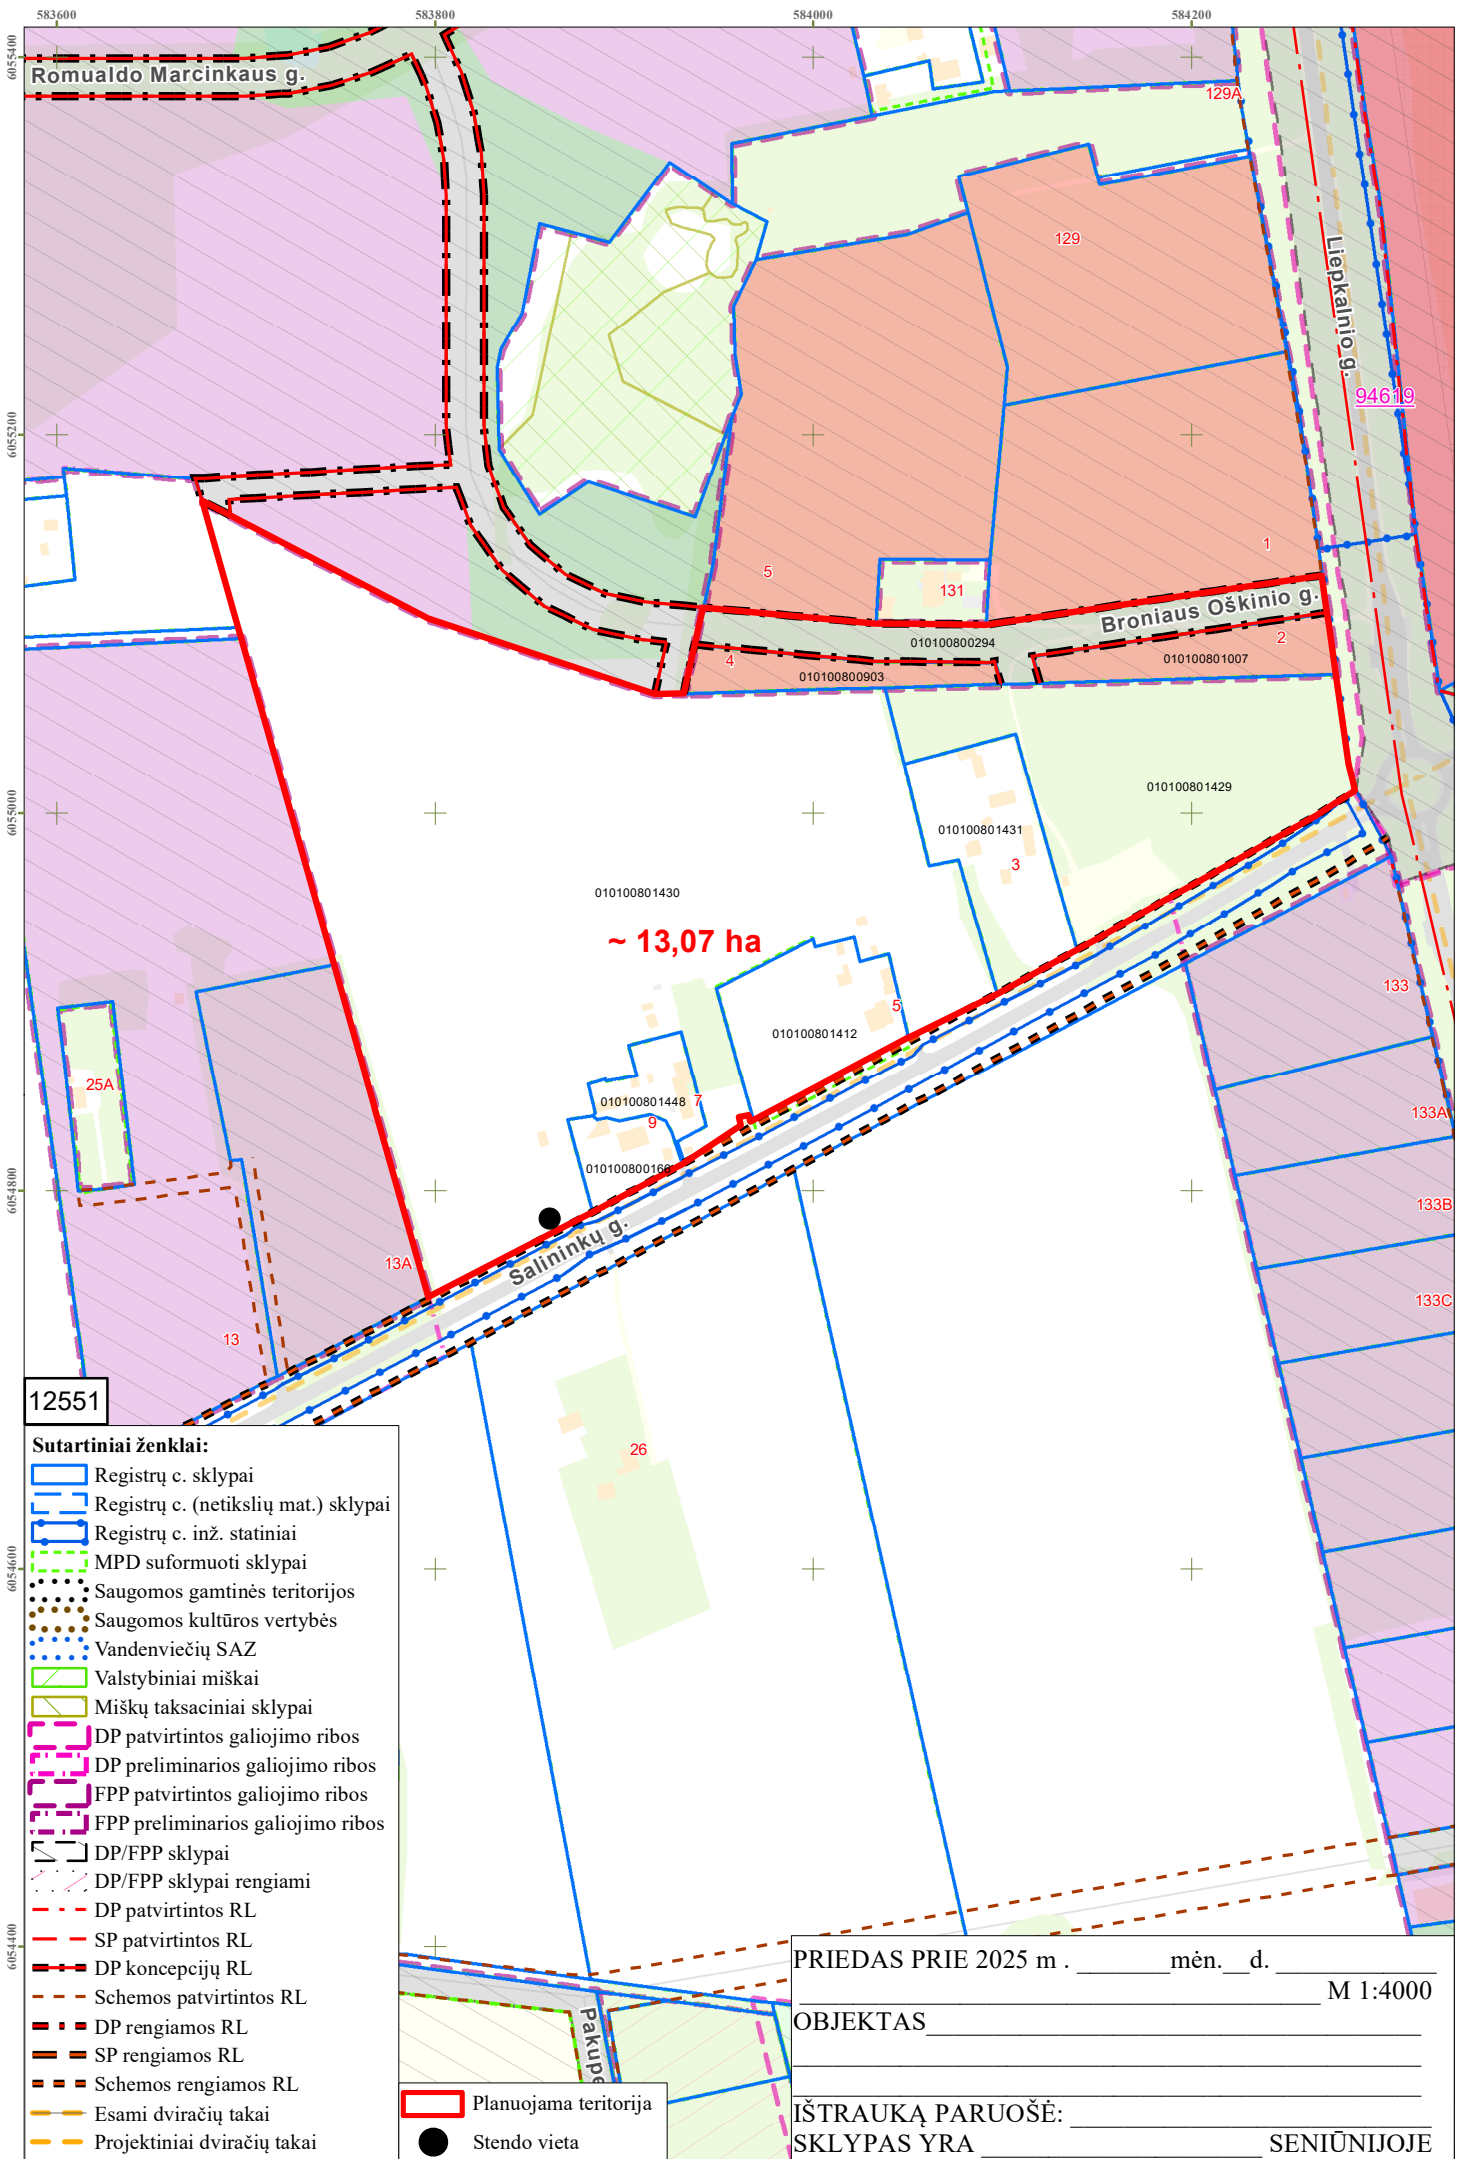 583600
583800
584000
584200
6055400
6055200
6055000
6054800
6054600
6054400
Romualdo Marcinkaus g.
129A
129
Liepkalnio g.
94619
1
5
131
Broniaus Oškinio g.
010100800294
2
4
010100801007
010100800903
010100801429
010100801431
3
010100801430
~ 13,07 ha
5
010100801412
133
25A
7
010100801448
9
133A
010100800166
133B
Salininkų g.
13A
133C
13
12551
26
Pakupe
Sutartiniai ženklai:
Registrų c. sklypai
Registrų c. (netikslių mat.) sklypai
Registrų c. inž. statiniai
MPD suformuoti sklypai
Saugomos gamtinės teritorijos
Saugomos kultūros vertybės
Vandenviečių SAZ
Valstybiniai miškai
Miškų taksaciniai sklypai
DP patvirtintos galiojimo ribos
DP preliminarios galiojimo ribos
FPP patvirtintos galiojimo ribos
FPP preliminarios galiojimo ribos
DP/FPP sklypai
DP/FPP sklypai rengiami
DP patvirtintos RL
SP patvirtintos RL
DP koncepcijų RL
Schemos patvirtintos RL
DP rengiamos RL
SP rengiamos RL
Schemos rengiamos RL
Esami dviračių takai
Projektiniai dviračių takai
Planuojama teritorija
Stendo vieta
PRIEDAS PRIE 2025 m . _______mėn.__d. ____________
_______________________________________ M 1:4000
OBJEKTAS_____________________________________
_______________________________________________
_______________________________________________
IŠTRAUKĄ PARUOŠĖ: ___________________________
SKLYPAS YRA _____________________ SENIŪNIJOJE